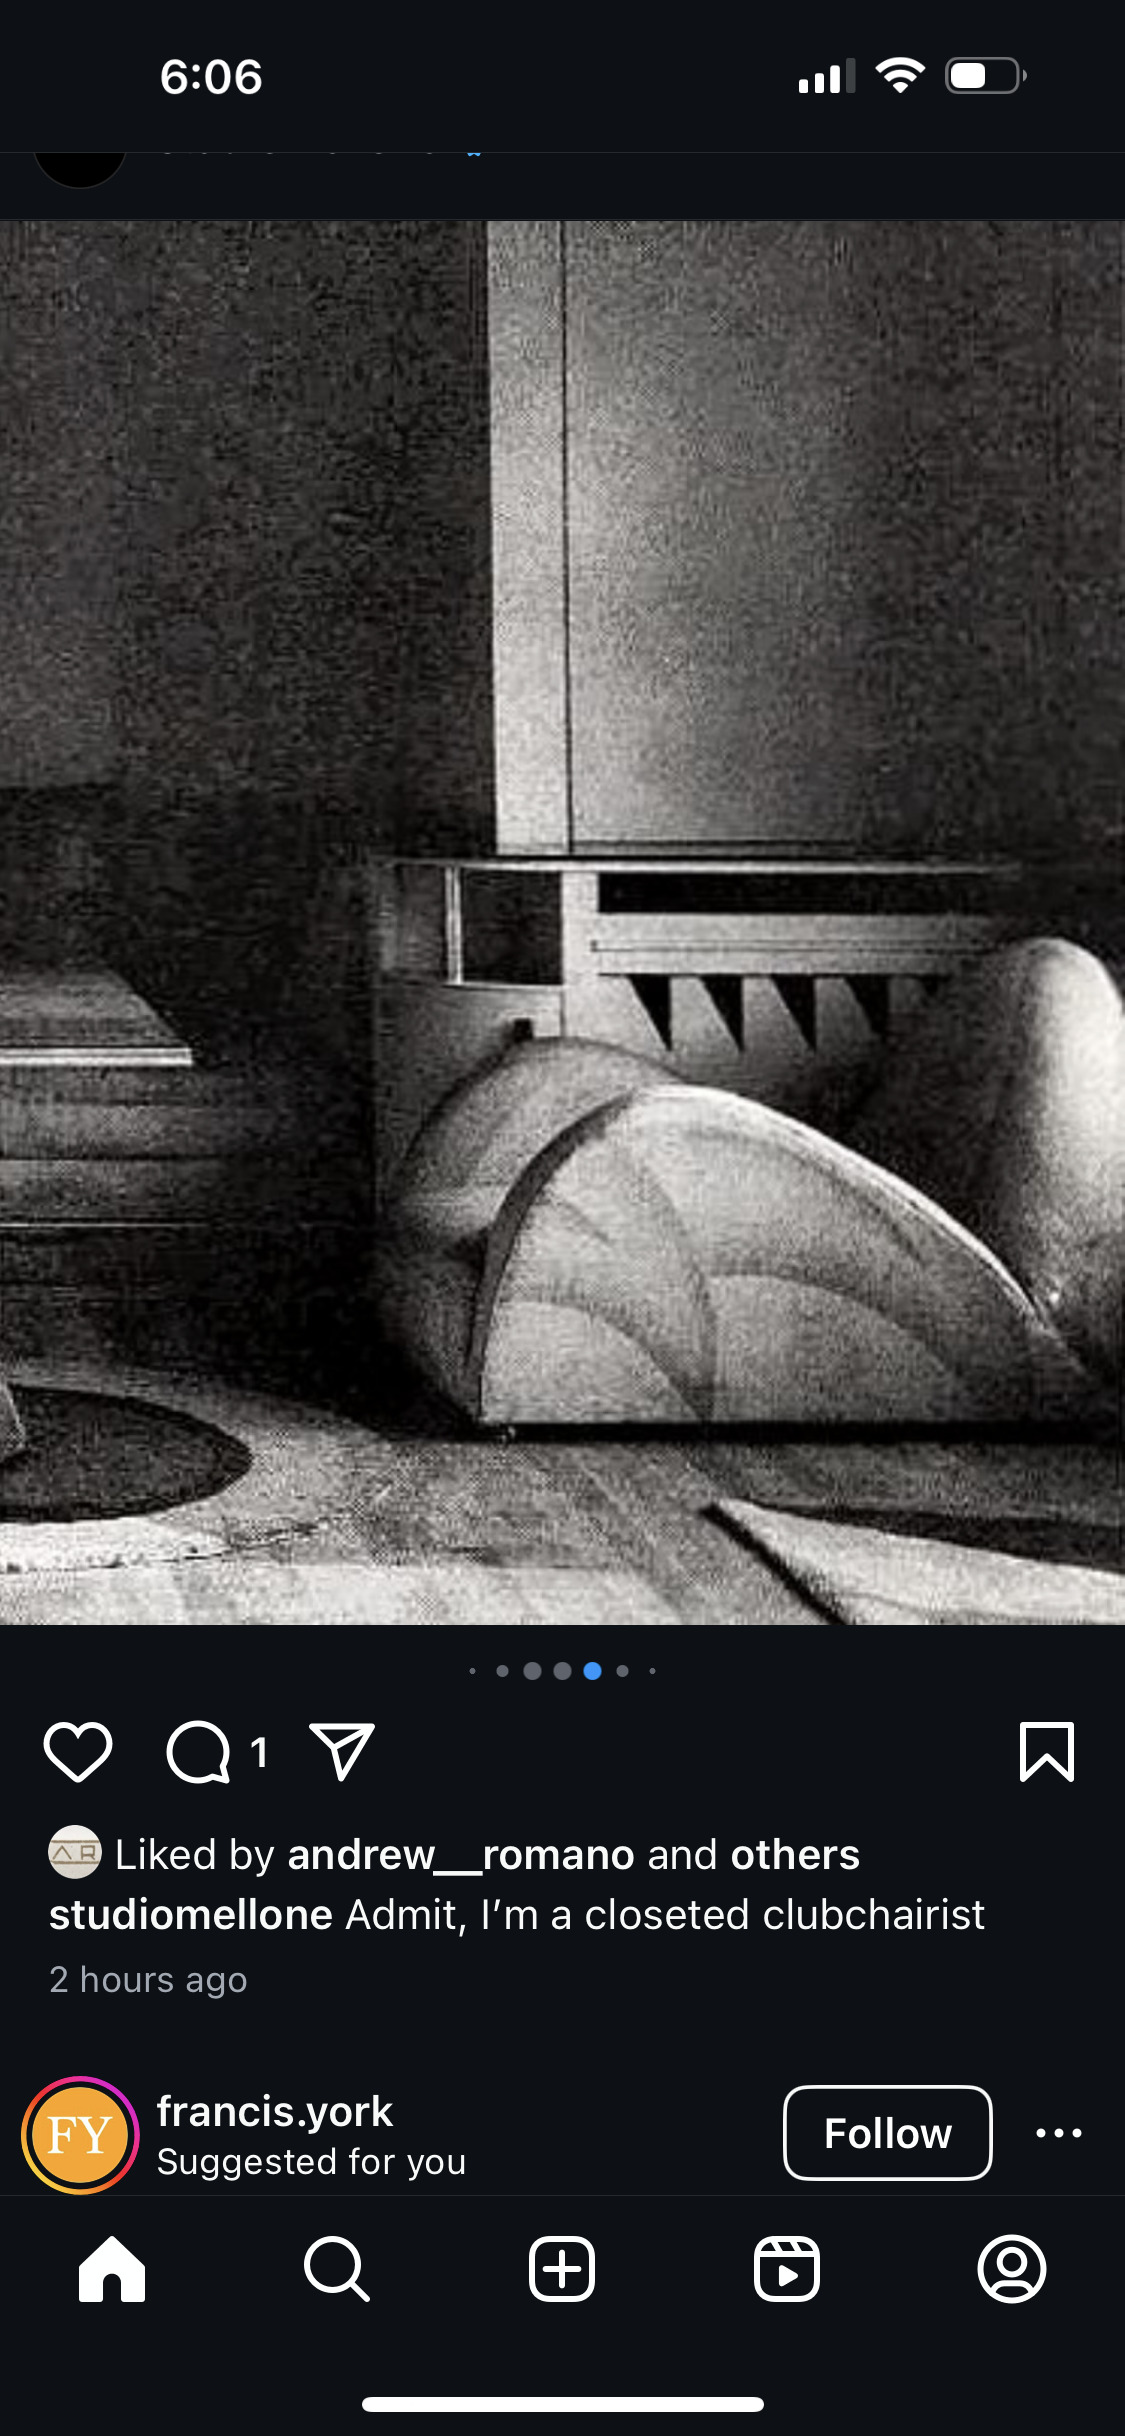 6:06
1
Liked by andrew__romano and others
studiomellone Admit, I’m a closeted clubchairist
2 hours ago
FY
francis.york
Suggested for you
Follow